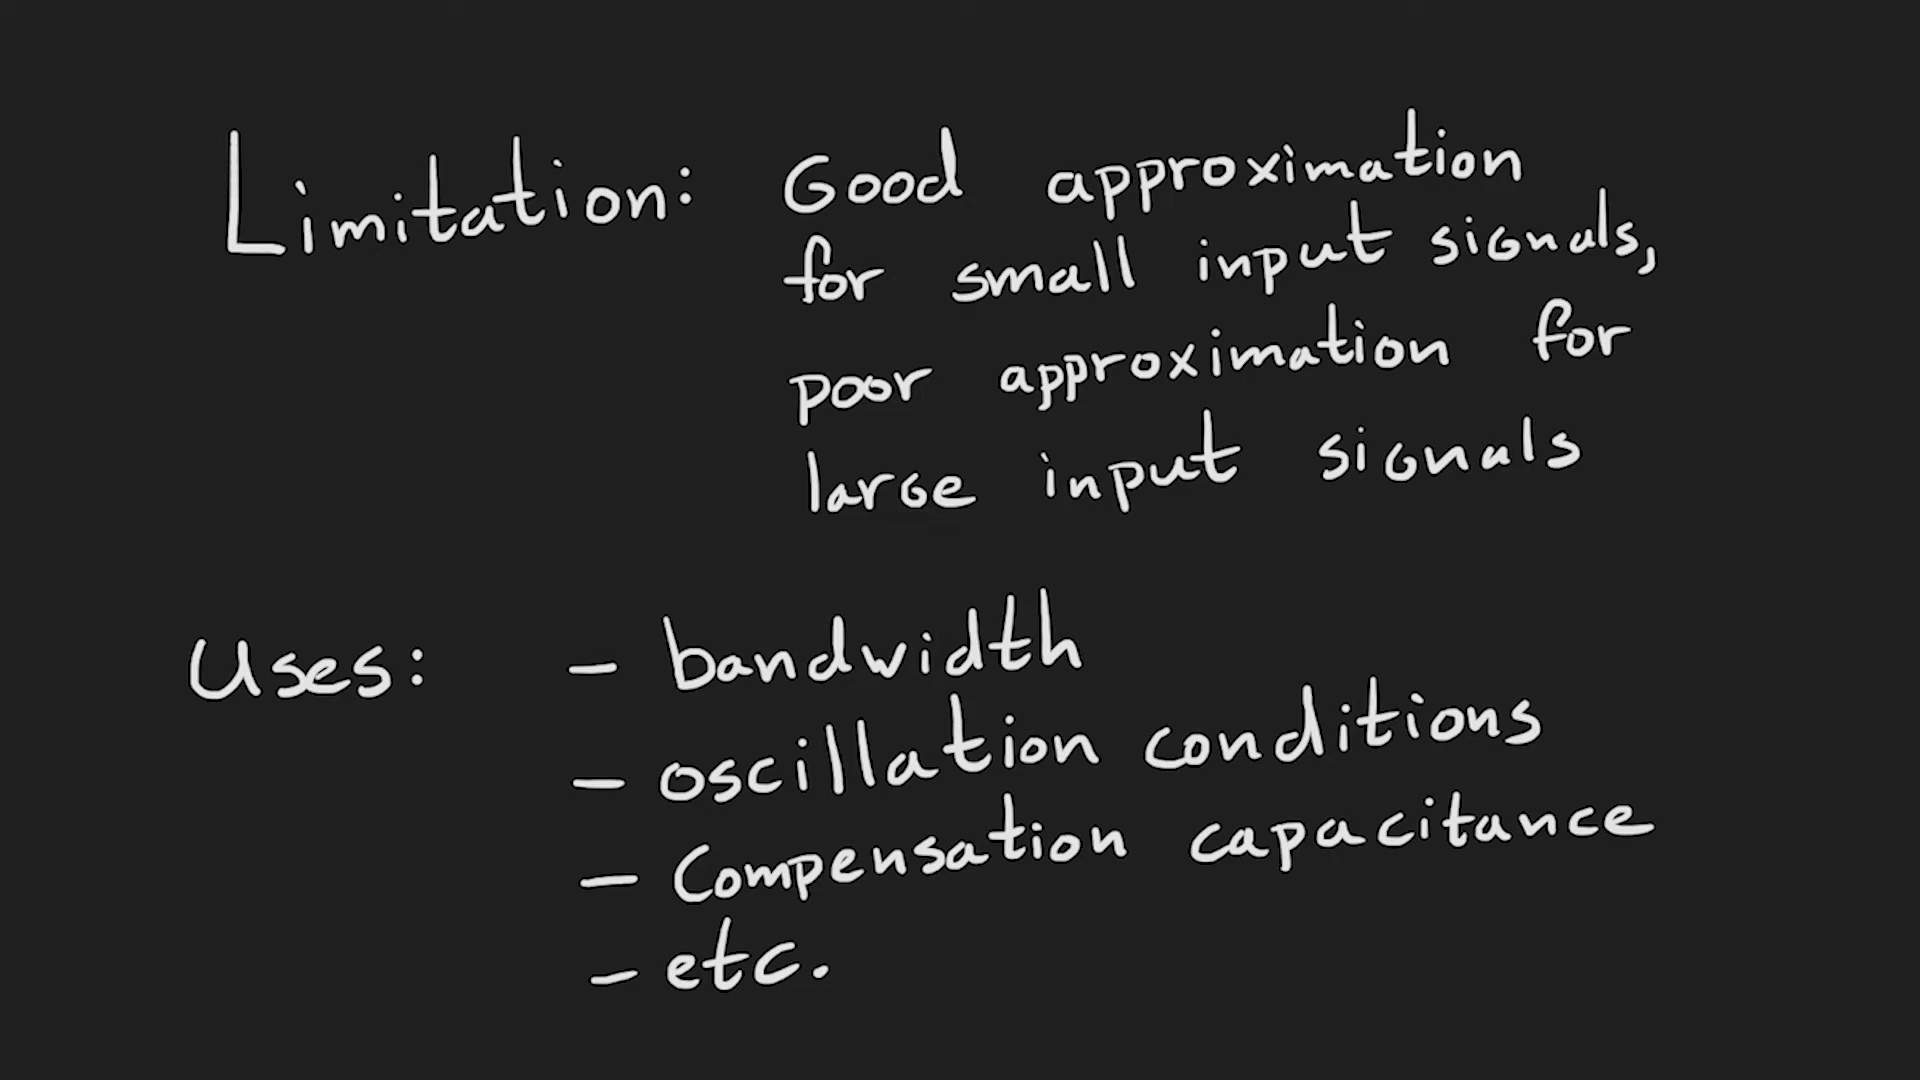 Limitation: Good approximation
for small input signals,
poor approximation for
large input signals
Uses: - bandwidth
- oscillation conditions
- Compensation capacitance
- etc.